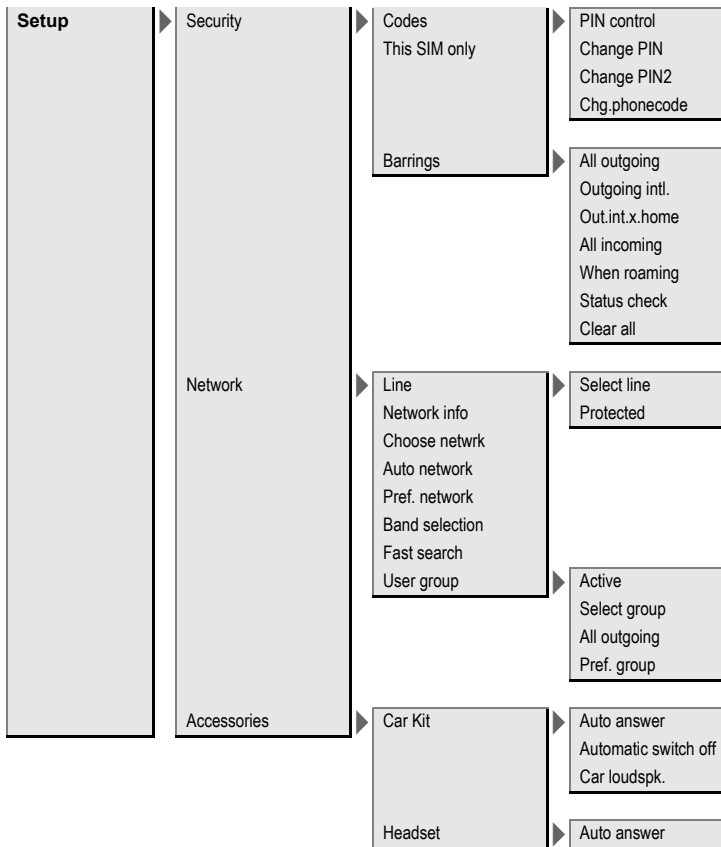 Setup
Security
Codes
PIN control
This SIM only
Change PIN
Change PIN2
Chg.phonecode
Barrings
All outgoing
Outgoing intl.
Out.int.x.home
All incoming
When roaming
Status check
Clear all
Network
Line
Select line
Network info
Protected
Choose netwrk
Auto network
Pref. network
Band selection
Fast search
User group
Active
Select group
All outgoing
Pref. group
Accessories
Car Kit
Auto answer
Automatic switch off
Car loudspk.
Headset
Auto answer